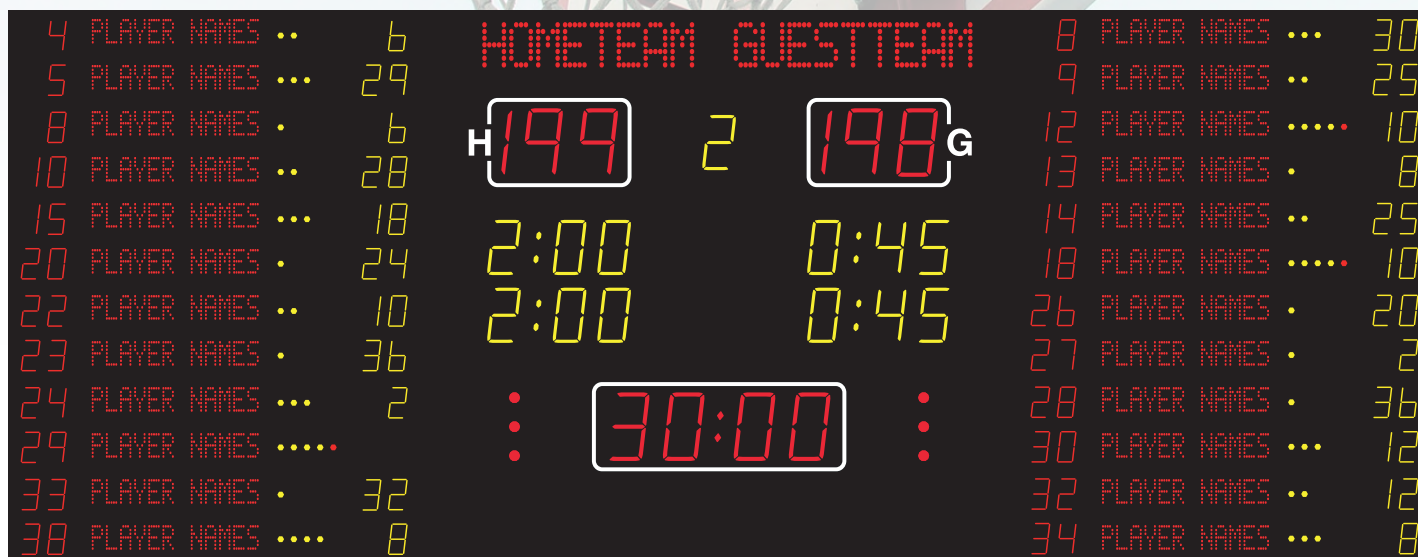 HOMETEAM GUESTTEAM
H 199 2 198 G
2:00 0:45
2:00 0:45
30:00
4 PLAYER NAMES 6
5 PLAYER NAMES 29
8 PLAYER NAMES 6
10 PLAYER NAMES 28
15 PLAYER NAMES 18
20 PLAYER NAMES 24
22 PLAYER NAMES 10
23 PLAYER NAMES 36
24 PLAYER NAMES 2
29 PLAYER NAMES
33 PLAYER NAMES 32
38 PLAYER NAMES 8
8 PLAYER NAMES 30
9 PLAYER NAMES 25
12 PLAYER NAMES 10
13 PLAYER NAMES 8
14 PLAYER NAMES 25
18 PLAYER NAMES 10
26 PLAYER NAMES 20
27 PLAYER NAMES 2
28 PLAYER NAMES 36
30 PLAYER NAMES 12
32 PLAYER NAMES 12
34 PLAYER NAMES 8